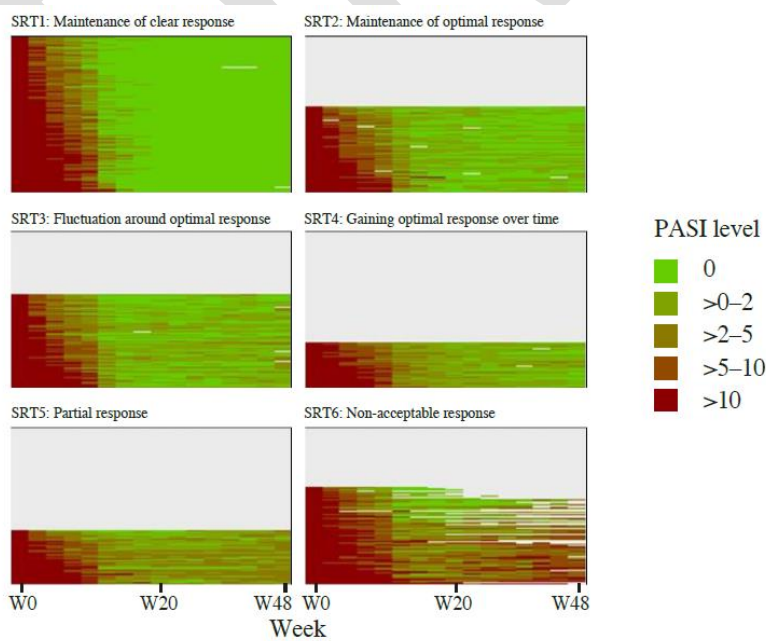 SRT1: Maintenance of clear response
SRT2: Maintenance of optimal response
SRT3: Fluctuation around optimal response
SRT4: Gaining optimal response over time
SRT5: Partial response
SRT6: Non-acceptable response
W0 W20 W48
W0 W20 W48
Week
PASI level
0
>0–2
>2–5
>5–10
>10